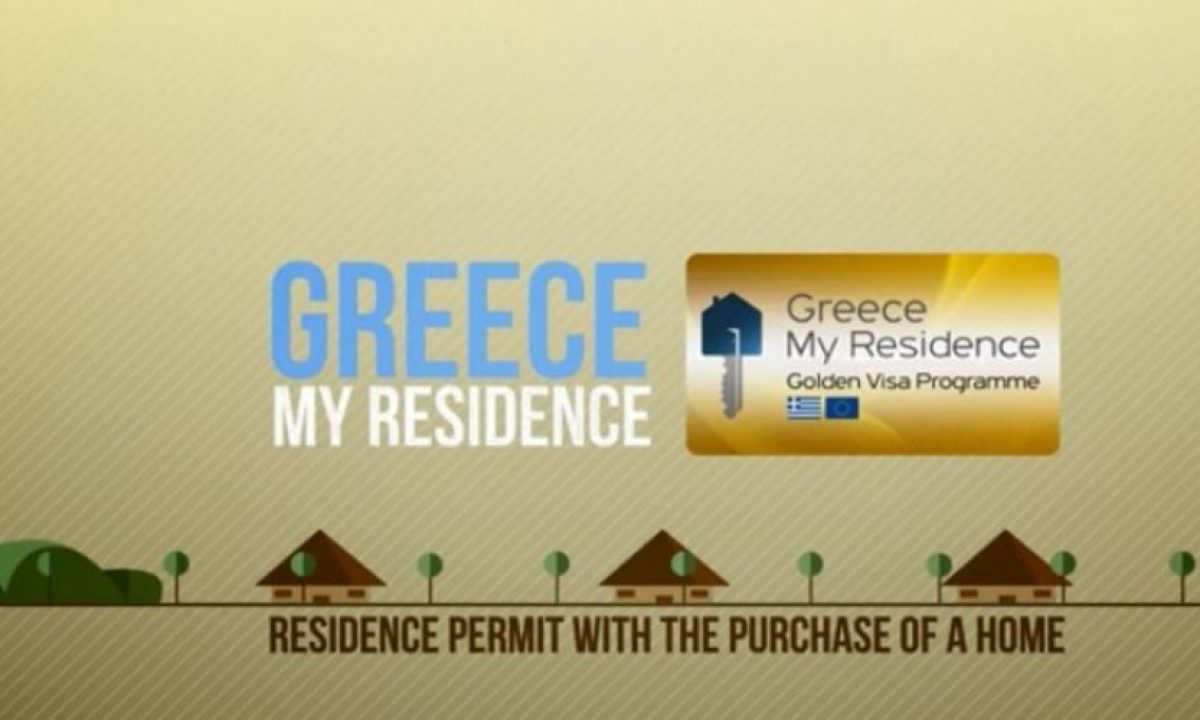 GREECE
MY RESIDENCE
Greece
My Residence
Golden Visa Programme
RESIDENCE PERMIT WITH THE PURCHASE OF A HOME